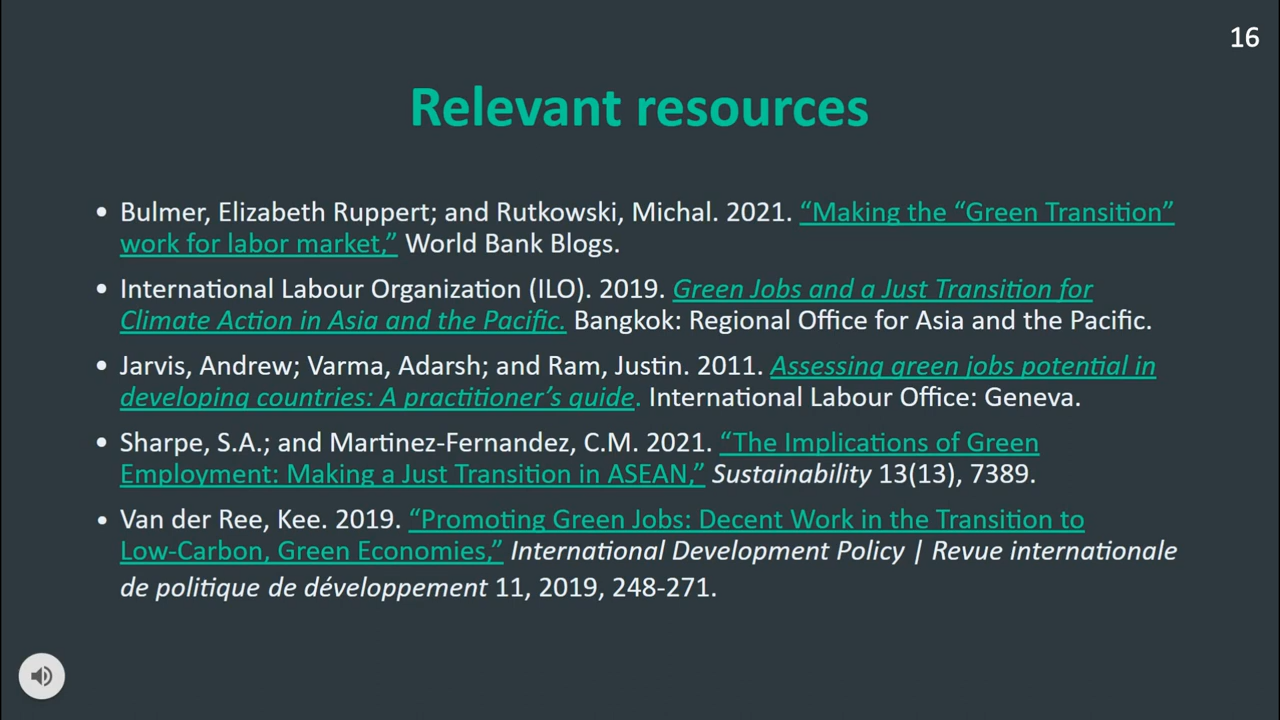 16
Relevant resources
• Bulmer, Elizabeth Ruppert; and Rutkowski, Michal. 2021. “Making the “Green Transition”
work for labor market,” World Bank Blogs.
• International Labour Organization (ILO). 2019. Green Jobs and a Just Transition for
Climate Action in Asia and the Pacific. Bangkok: Regional Office for Asia and the Pacific.
• Jarvis, Andrew; Varma, Adarsh; and Ram, Justin. 2011. Assessing green jobs potential in
developing countries: A practitioner’s guide. International Labour Office: Geneva.
• Sharpe, S.A.; and Martinez-Fernandez, C.M. 2021. “The Implications of Green
Employment: Making a Just Transition in ASEAN,” Sustainability 13(13), 7389.
• Van der Ree, Kee. 2019. “Promoting Green Jobs: Decent Work in the Transition to
Low-Carbon, Green Economies,” International Development Policy | Revue internationale
de politique de développement 11, 2019, 248-271.